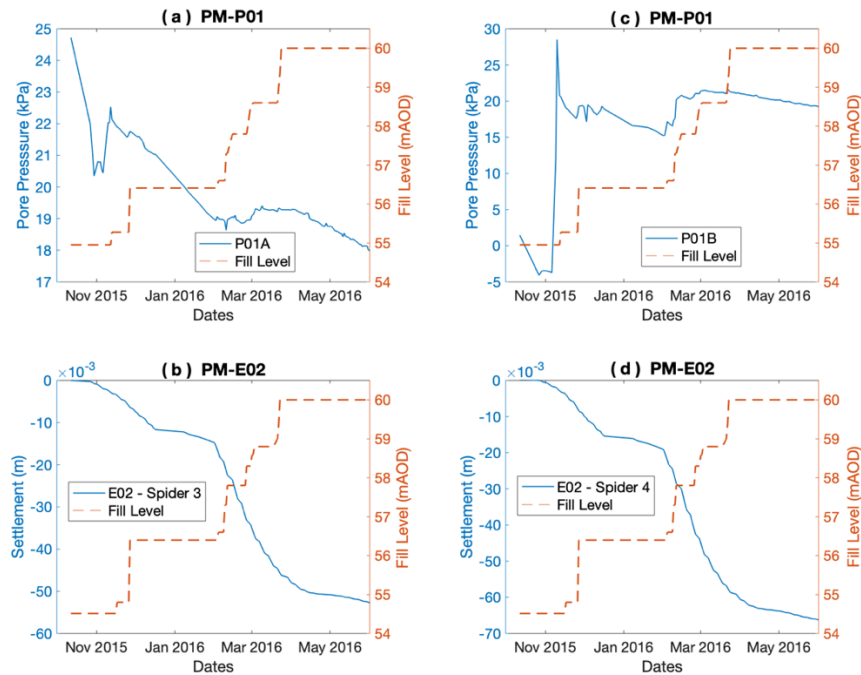 ( a ) PM-P01
25
24
23
22
21
20
19
18
17
Pore Presssure (kPa)
60
59
58
57
56
55
54
Fill Level (mAOD)
P01A
Fill Level
Nov 2015 Jan 2016 Mar 2016 May 2016
Dates
( c ) PM-P01
30
25
20
15
10
5
0
-5
Pore Presssure (kPa)
60
59
58
57
56
55
54
Fill Level (mAOD)
P01B
Fill Level
Nov 2015 Jan 2016 Mar 2016 May 2016
Dates
( b ) PM-E02
×10-3
0
-10
-20
-30
-40
-50
-60
Settlement (m)
60
59
58
57
56
55
54
Fill Level (mAOD)
E02 - Spider 3
Fill Level
Nov 2015 Jan 2016 Mar 2016 May 2016
Dates
( d ) PM-E02
×10-3
0
-10
-20
-30
-40
-50
-60
-70
Settlement (m)
60
59
58
57
56
55
54
Fill Level (mAOD)
E02 - Spider 4
Fill Level
Nov 2015 Jan 2016 Mar 2016 May 2016
Dates